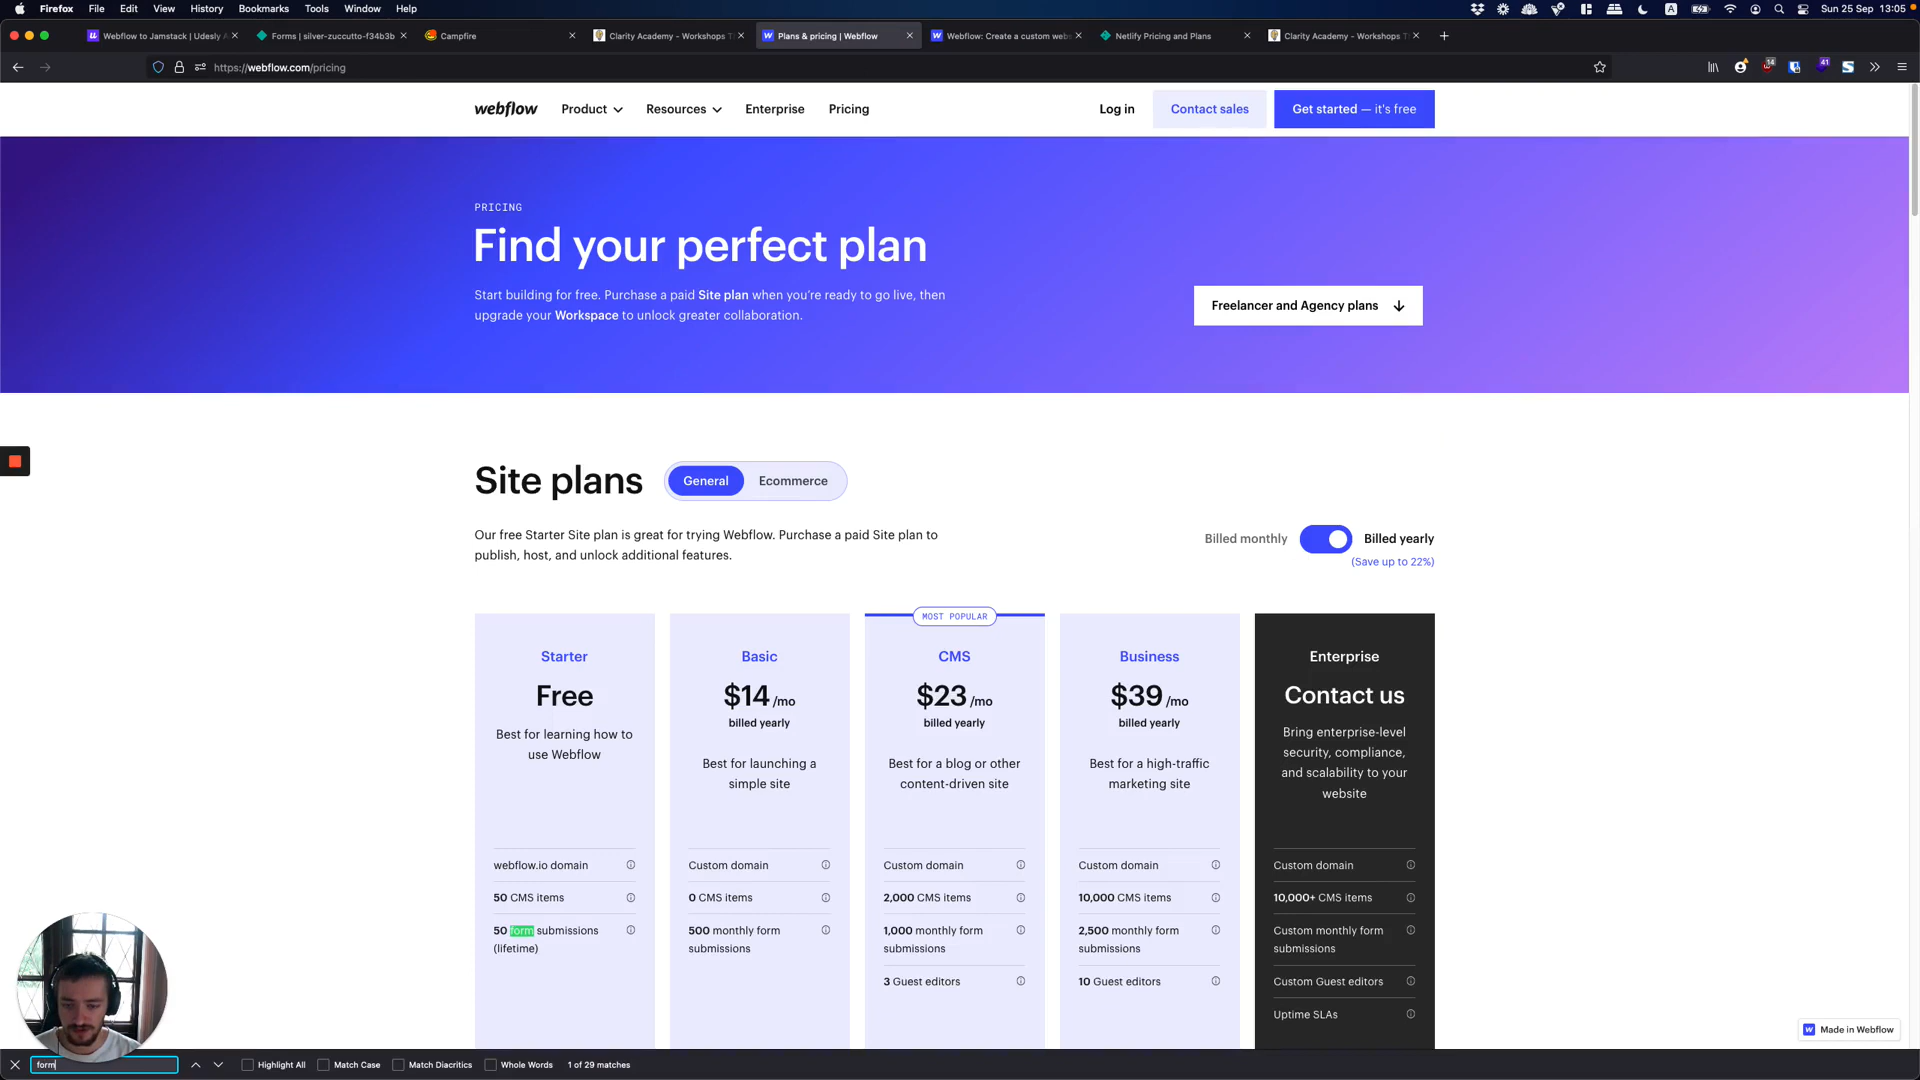 Firefox File Edit View History Bookmarks Tools Window Help
A
Sun 25 Sep 13:05
Webflow to Jamstack | Udesly
Forms | silver-zuccutto-f34b3b
Campfire
Clarity Academy - Workshops T
Plans & pricing | Webflow
Webflow: Create a custom webs
Netlify Pricing and Plans
Clarity Academy - Workshops T
https://webflow.com/pricing
14
41
webflow
Product
Resources
Enterprise
Pricing
Log in
Contact sales
Get started — it's free
PRICING
Find your perfect plan
Start building for free. Purchase a paid Site plan when you're ready to go live, then
upgrade your Workspace to unlock greater collaboration.
Freelancer and Agency plans
Site plans
General
Ecommerce
Our free Starter Site plan is great for trying Webflow. Purchase a paid Site plan to
publish, host, and unlock additional features.
Billed monthly
Billed yearly
(Save up to 22%)
Starter
Free
Best for learning how to
use Webflow
webflow.io domain
50 CMS items
50 form submissions
(lifetime)
Basic
$14 /mo
billed yearly
Best for launching a
simple site
Custom domain
0 CMS items
500 monthly form
submissions
MOST POPULAR
CMS
$23 /mo
billed yearly
Best for a blog or other
content-driven site
Custom domain
2,000 CMS items
1,000 monthly form
submissions
3 Guest editors
Business
$39 /mo
billed yearly
Best for a high-traffic
marketing site
Custom domain
10,000 CMS items
2,500 monthly form
submissions
10 Guest editors
Enterprise
Contact us
Bring enterprise-level
security, compliance,
and scalability to your
website
Custom domain
10,000+ CMS items
Custom monthly form
submissions
Custom Guest editors
Uptime SLAs
Made in Webflow
form
Highlight All
Match Case
Match Diacritics
Whole Words
1 of 29 matches